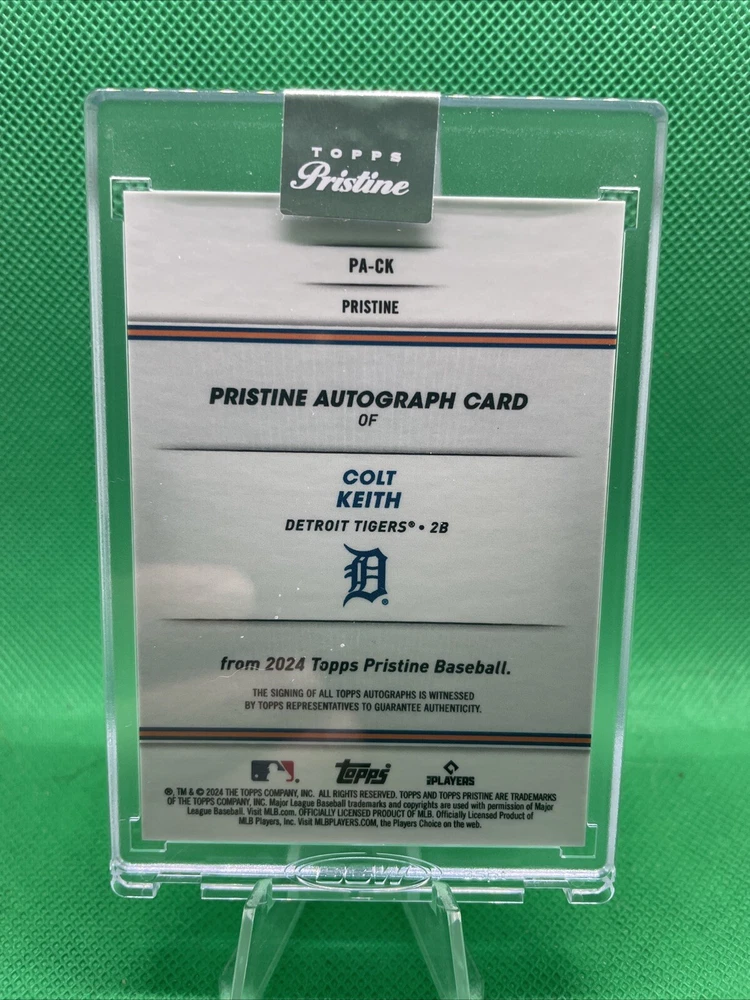 TOPPS
Pristine
PA-CK
PRISTINE
PRISTINE AUTOGRAPH CARD
OF
COLT
KEITH
DETROIT TIGERS® • 2B
D®
from 2024 Topps Pristine Baseball.
THE SIGNING OF ALL TOPPS AUTOGRAPHS IS WITNESSED
BY TOPPS REPRESENTATIVES TO GUARANTEE AUTHENTICITY.
Topps
PLAYERS
®, TM & © 2024 THE TOPPS COMPANY, INC. ALL RIGHTS RESERVED. TOPPS AND TOPPS PRISTINE ARE TRADEMARKS
OF THE TOPPS COMPANY, INC. Major League Baseball trademarks and copyrights are used with permission of Major
League Baseball. Visit MLB.com. OFFICIALLY LICENSED PRODUCT OF MLB. Officially Licensed Product of
MLB Players, Inc. Visit MLBPLAYERS.COM, the Players Choice on the web.
BCW